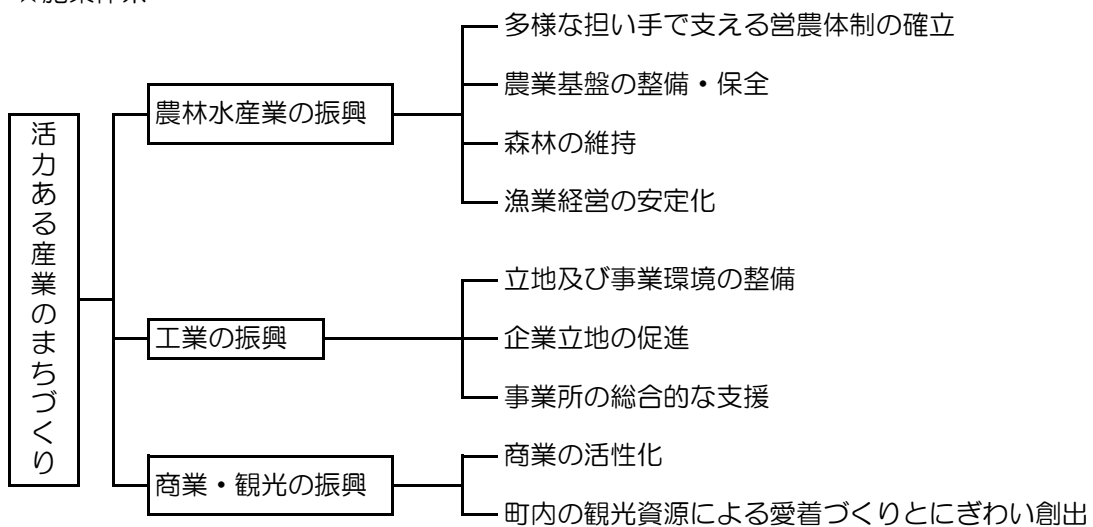 活力ある産業のまちづくり
農林水産業の振興
多様な担い手で支える営農体制の確立
農業基盤の整備・保全
森林の維持
漁業経営の安定化
工業の振興
立地及び事業環境の整備
企業立地の促進
事業所の総合的な支援
商業・観光の振興
商業の活性化
町内の観光資源による愛着づくりとにぎわい創出